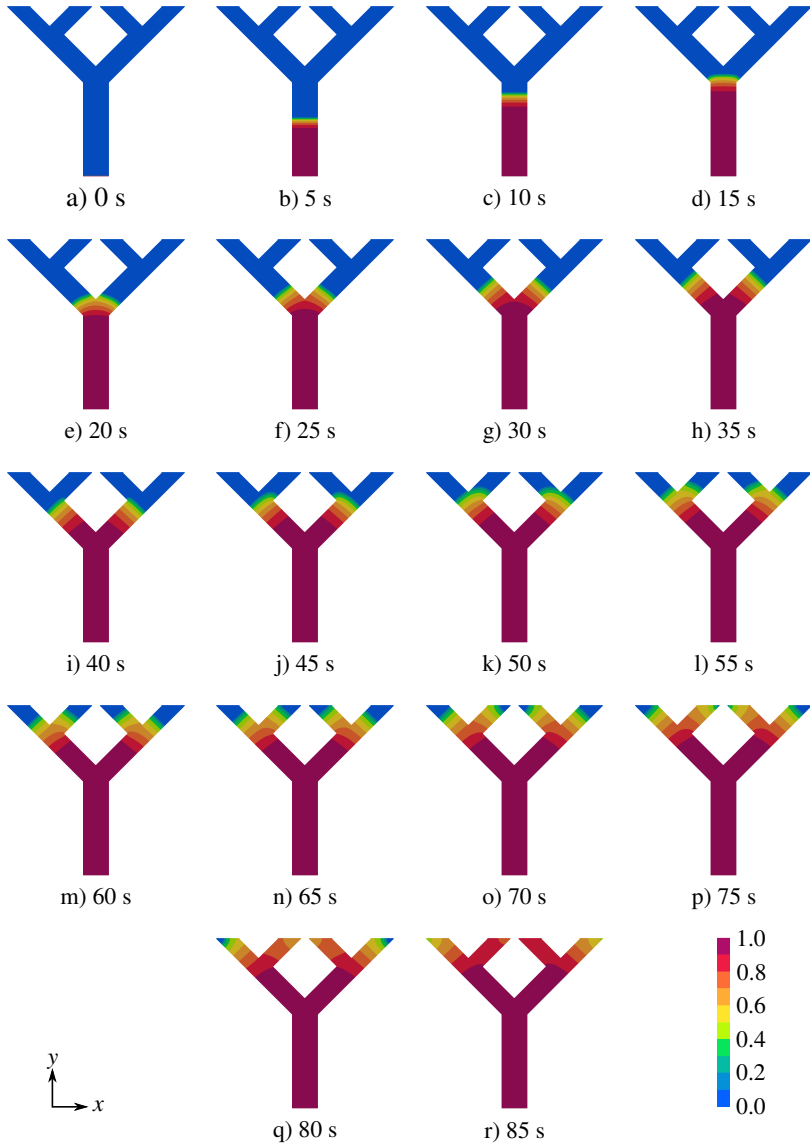 a) 0 s
b) 5 s
c) 10 s
d) 15 s
e) 20 s
f) 25 s
g) 30 s
h) 35 s
i) 40 s
j) 45 s
k) 50 s
l) 55 s
m) 60 s
n) 65 s
o) 70 s
p) 75 s
q) 80 s
r) 85 s
1.0
0.8
0.6
0.4
0.2
0.0
y
x